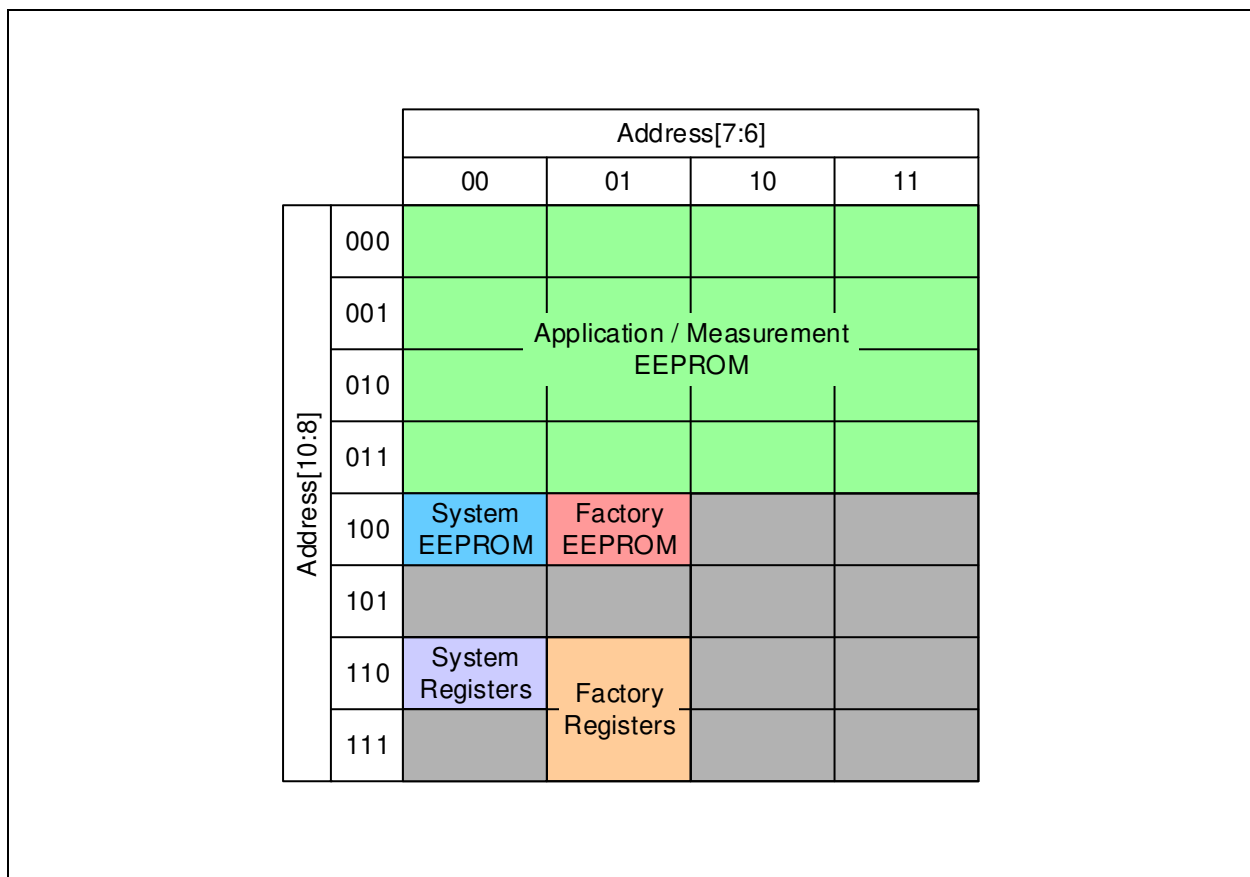 Address[7:6]
00 01 10 11
Address[10:8]
000
001
Application / Measurement
EEPROM
010
011
100
System
EEPROM
Factory
EEPROM
101
110
System
Registers
Factory
Registers
111